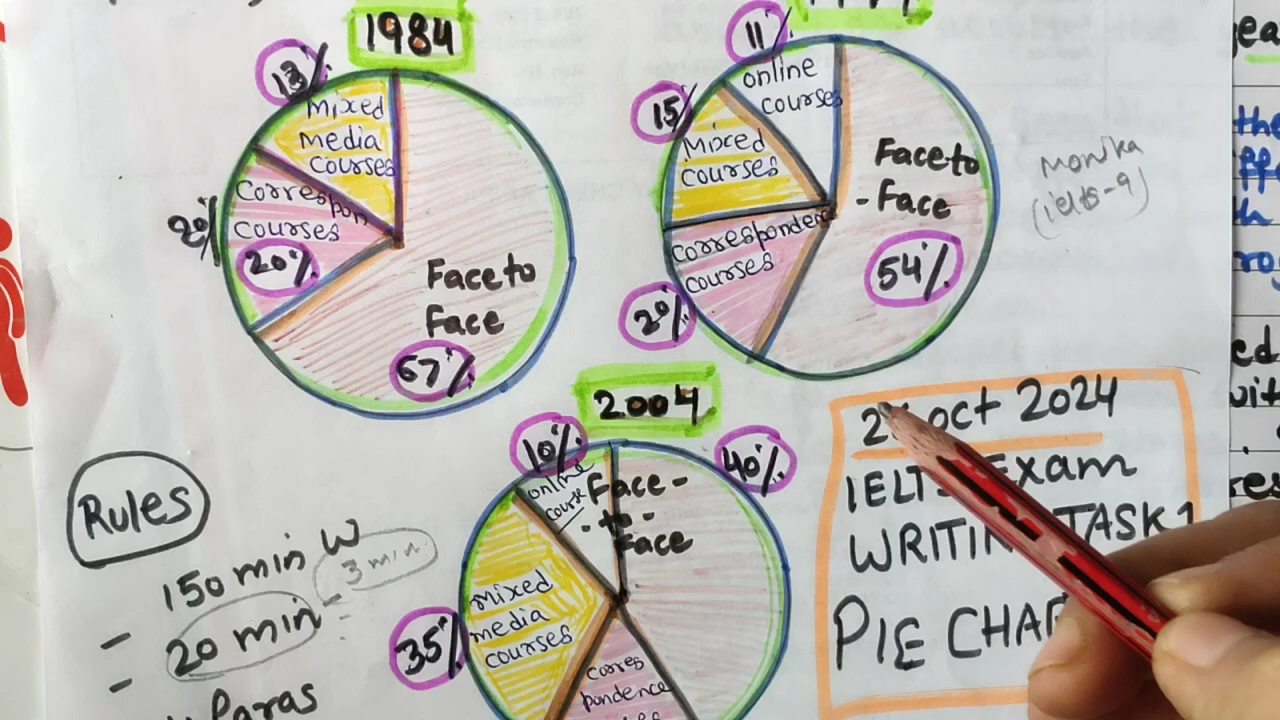 1984
13%
mixed
media
courses
Correspon
courses
20%
20%
Face to
Face
67%
11%
online
courses
15%
Mixed
courses
Correspondence
courses
20%
Face to
- Face
54%
Monika
(ielts-9)
2004
10%
online
course
Face -
- to -
Face
40%
35%
mixed
media
courses
corres
pondence
Rules
- 150 min W
3 min
- 20 min
Paras
oct 2024
IELTS Exam
WRITING TASK 1
PIE